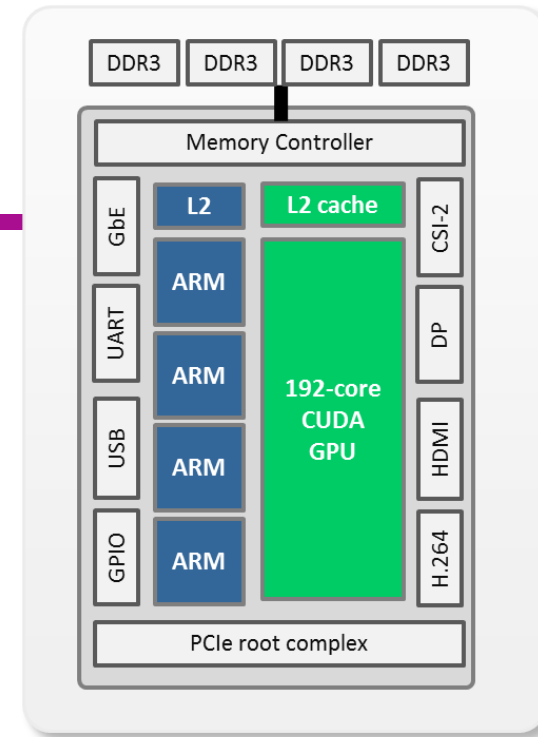 DDR3 DDR3 DDR3 DDR3
Memory Controller
GbE
UART
USB
GPIO
L2
ARM
ARM
ARM
ARM
L2 cache
192-core
CUDA
GPU
CSI-2
DP
HDMI
H.264
PCIe root complex